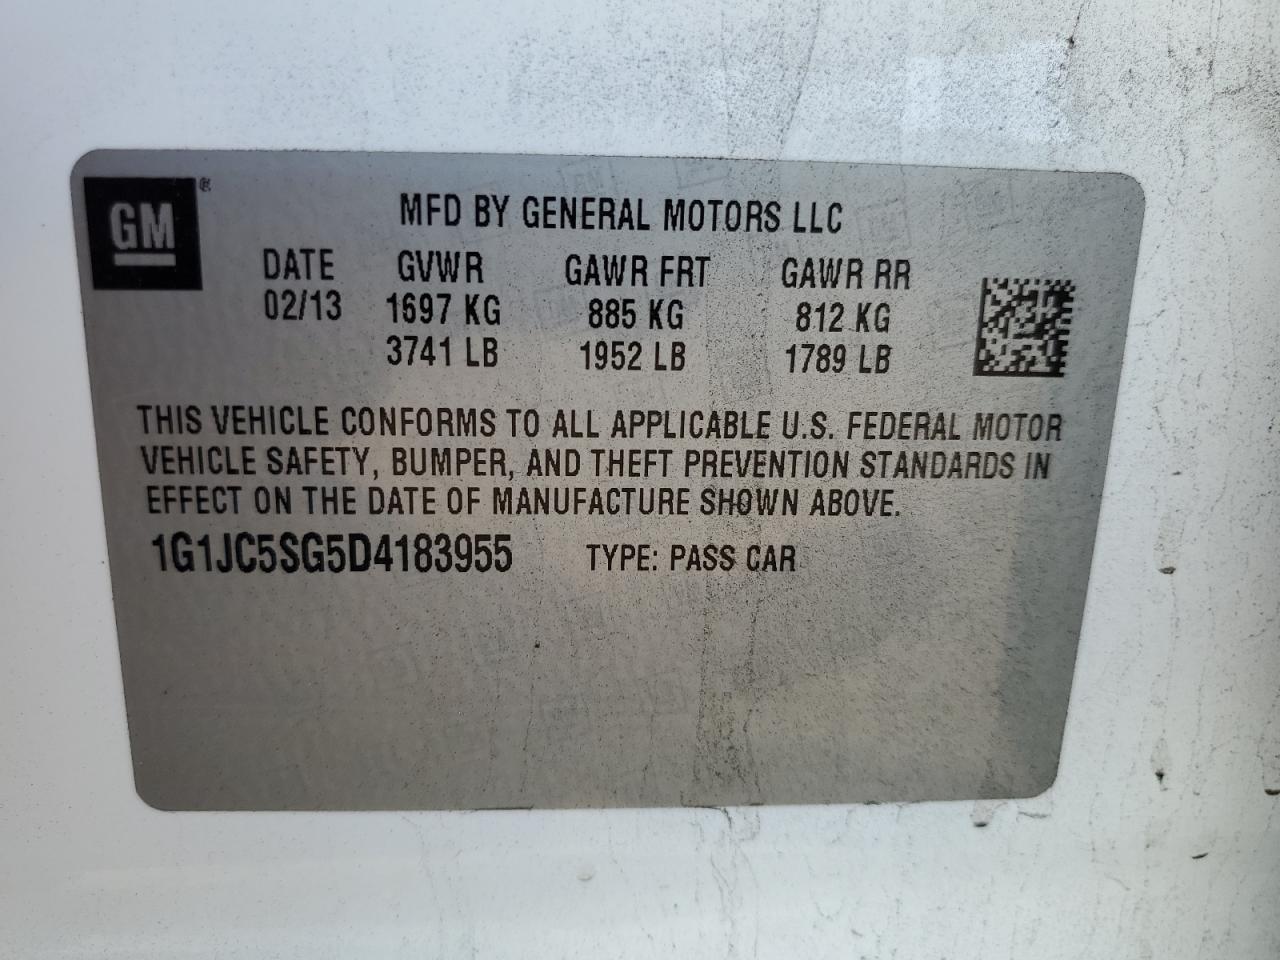 GM®
MFD BY GENERAL MOTORS LLC
DATE GVWR GAWR FRT GAWR RR
02/13 1697 KG 885 KG 812 KG
3741 LB 1952 LB 1789 LB
THIS VEHICLE CONFORMS TO ALL APPLICABLE U.S. FEDERAL MOTOR
VEHICLE SAFETY, BUMPER, AND THEFT PREVENTION STANDARDS IN
EFFECT ON THE DATE OF MANUFACTURE SHOWN ABOVE.
1G1JC5SG5D4183955 TYPE: PASS CAR